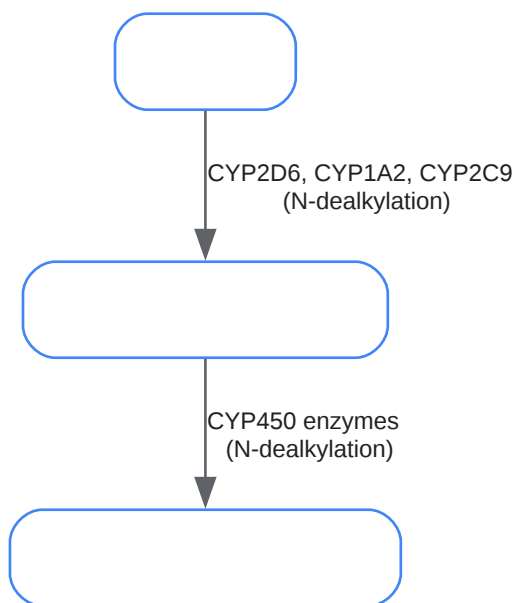 CYP2D6, CYP1A2, CYP2C9
(N-dealkylation)
CYP450 enzymes
(N-dealkylation)